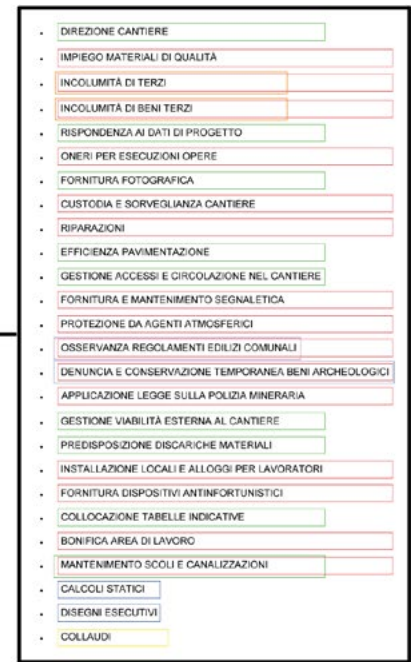 DIREZIONE CANTIERE
IMPIEGO MATERIALI DI QUALITÀ
INCOLUMITÀ DI TERZI
INCOLUMITÀ DI BENI TERZI
RISPONDENZA AI DATI DI PROGETTO
ONERI PER ESECUZIONI OPERE
FORNITURA FOTOGRAFICA
CUSTODIA E SORVEGLIANZA CANTIERE
RIPARAZIONI
EFFICIENZA PAVIMENTAZIONE
GESTIONE ACCESSI E CIRCOLAZIONE NEL CANTIERE
FORNITURA E MANTENIMENTO SEGNALETICA
PROTEZIONE DA AGENTI ATMOSFERICI
OSSERVANZA REGOLAMENTI EDILIZI COMUNALI
DENUNCIA E CONSERVAZIONE TEMPORANEA BENI ARCHEOLOGICI
APPLICAZIONE LEGGE SULLA POLIZIA MINERARIA
GESTIONE VIABILITÀ ESTERNA AL CANTIERE
PREDISPOSIZIONE DISCARICHE MATERIALI
INSTALLAZIONE LOCALI E ALLOGGI PER LAVORATORI
FORNITURA DISPOSITIVI ANTINFORTUNISTICI
COLLOCAZIONE TABELLE INDICATIVE
BONIFICA AREA DI LAVORO
MANTENIMENTO SCOLI E CANALIZZAZIONI
CALCOLI STATICI
DISEGNI ESECUTIVI
COLLAUDI